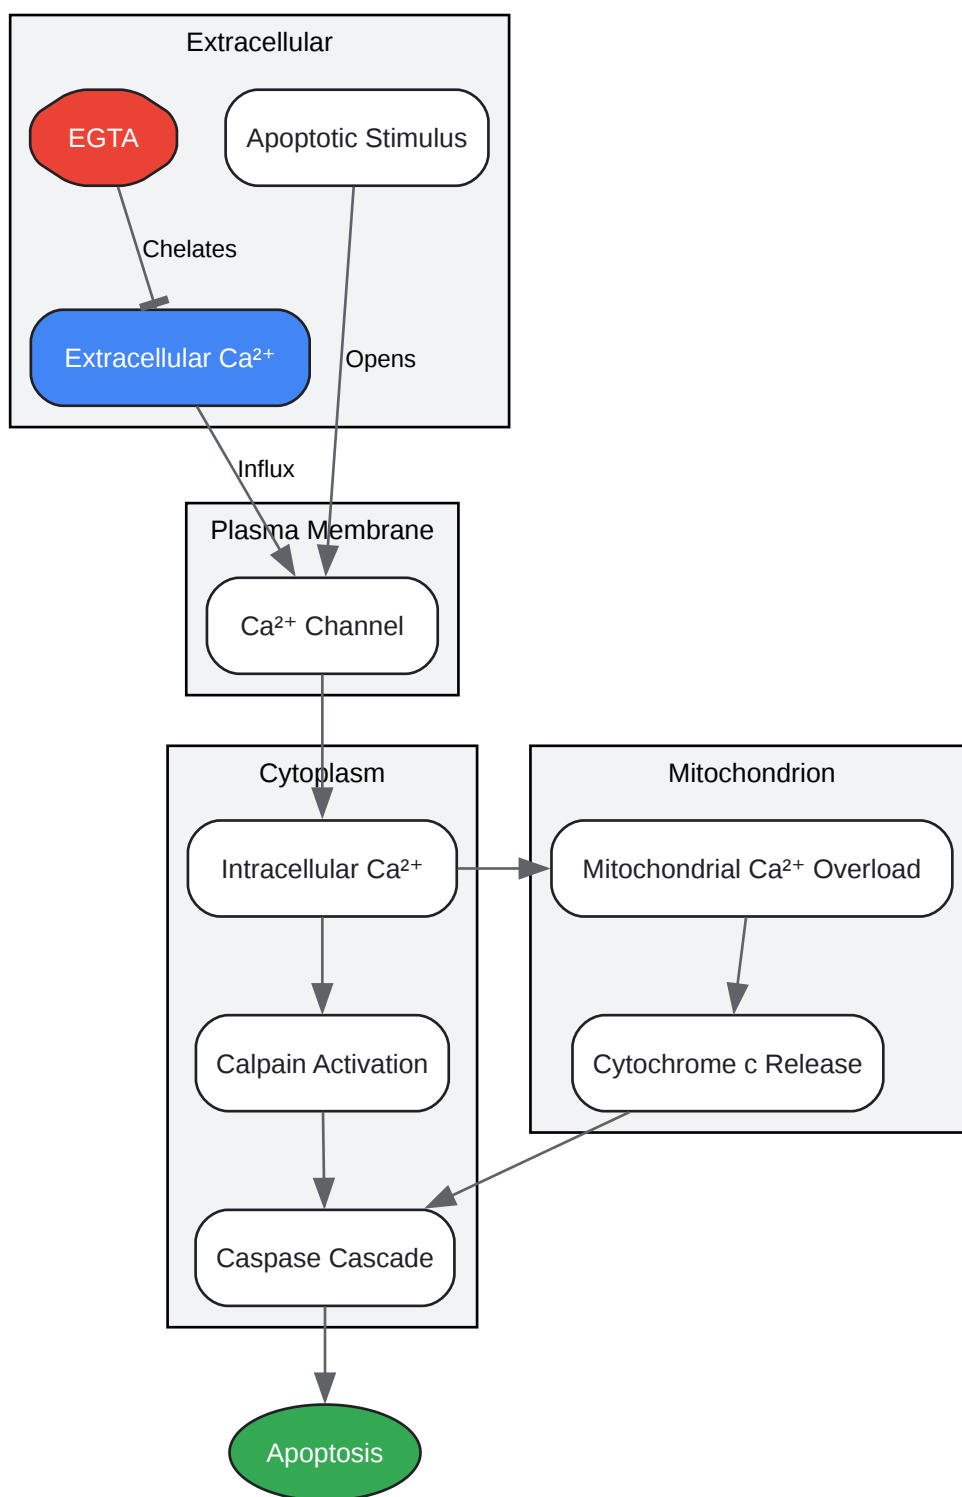 Extracellular
EGTA
Apoptotic Stimulus
Chelates
Extracellular Ca²⁺
Opens
Influx
Plasma Membrane
Ca²⁺ Channel
Cytoplasm
Mitochondrion
Intracellular Ca²⁺
Mitochondrial Ca²⁺ Overload
Calpain Activation
Cytochrome c Release
Caspase Cascade
Apoptosis